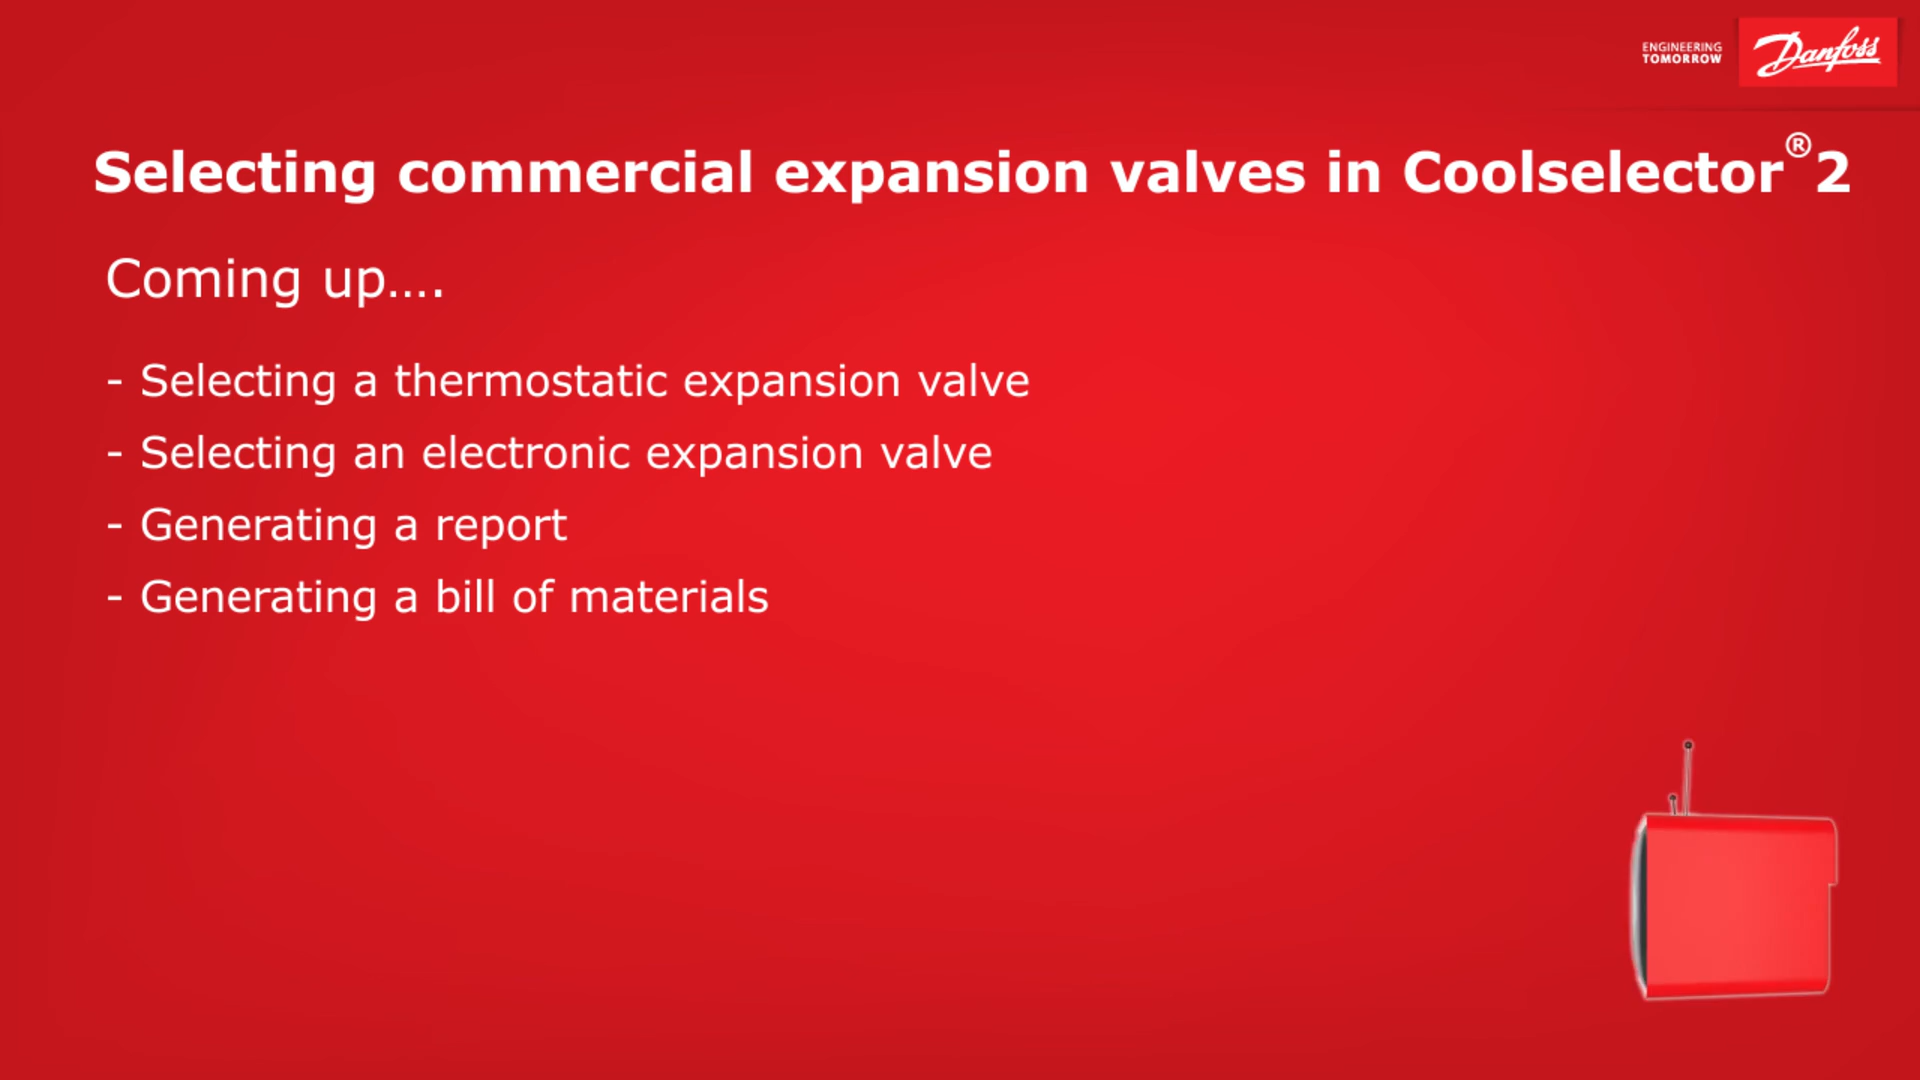 ENGINEERING
TOMORROW
Danfoss
Selecting commercial expansion valves in Coolselector®2
Coming up....
- Selecting a thermostatic expansion valve
- Selecting an electronic expansion valve
- Generating a report
- Generating a bill of materials